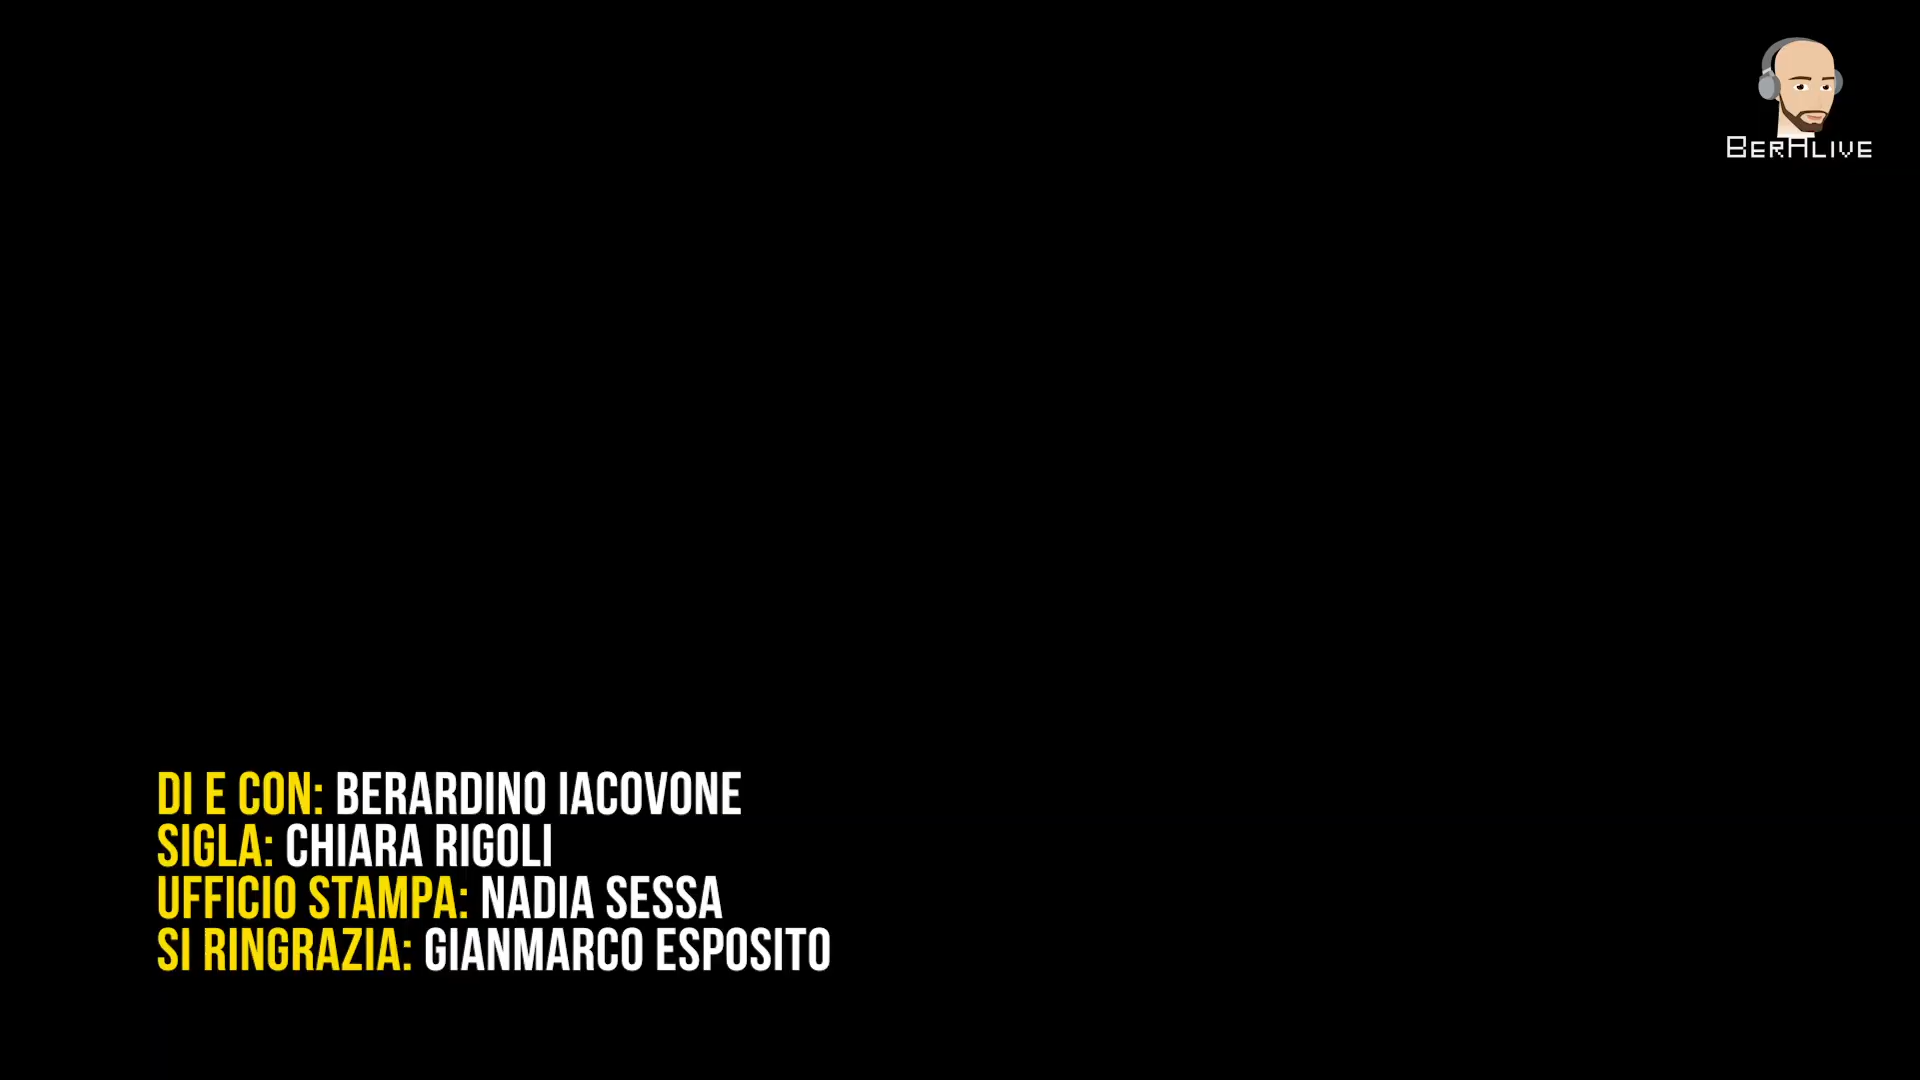 BERALIVE
DI E CON: BERARDINO IACOVONE
SIGLA: CHIARA RIGOLI
UFFICIO STAMPA: NADIA SESSA
SI RINGRAZIA: GIANMARCO ESPOSITO